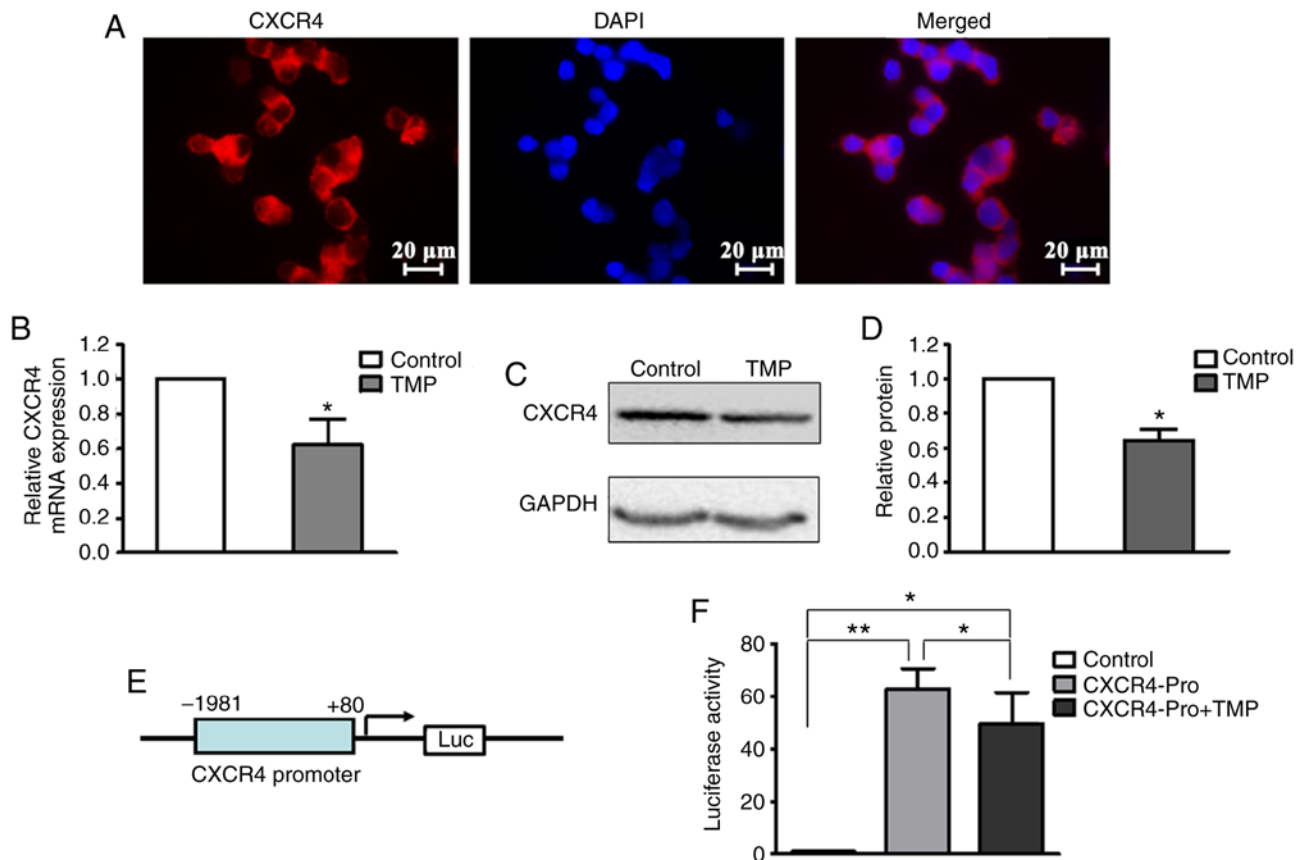 A
CXCR4
DAPI
Merged
20 µm
20 µm
20 µm
B
Relative CXCR4
mRNA expression
1.2
1.0
0.8
0.6
0.4
0.2
0.0
*
Control
TMP
C
Control
TMP
CXCR4
GAPDH
D
Relative protein
1.2
1.0
0.8
0.6
0.4
0.2
0.0
*
Control
TMP
E
−1981
+80
Luc
CXCR4 promoter
F
Luciferase activity
80
60
40
20
0
*
**
*
Control
CXCR4-Pro
CXCR4-Pro+TMP